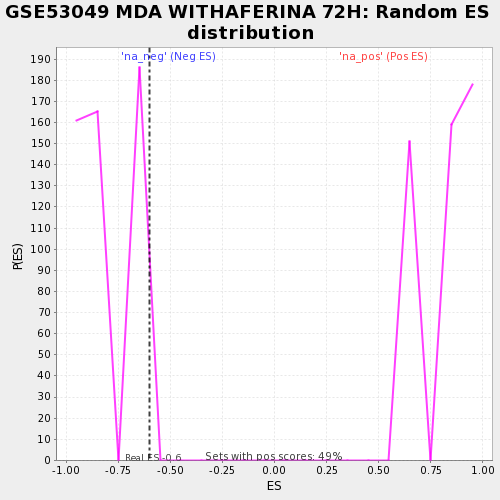 GSE53049 MDA WITHAFERINA 72H: Random ES
distribution
'na_neg' (Neg ES)
'na_pos' (Pos ES)
190
180
170
160
150
140
130
120
110
100
90
80
70
60
50
40
30
20
10
0
P(ES)
Real ES -0.6
Sets with pos scores: 49%
-1.00 -0.75 -0.50 -0.25 0.00 0.25 0.50 0.75 1.00
ES